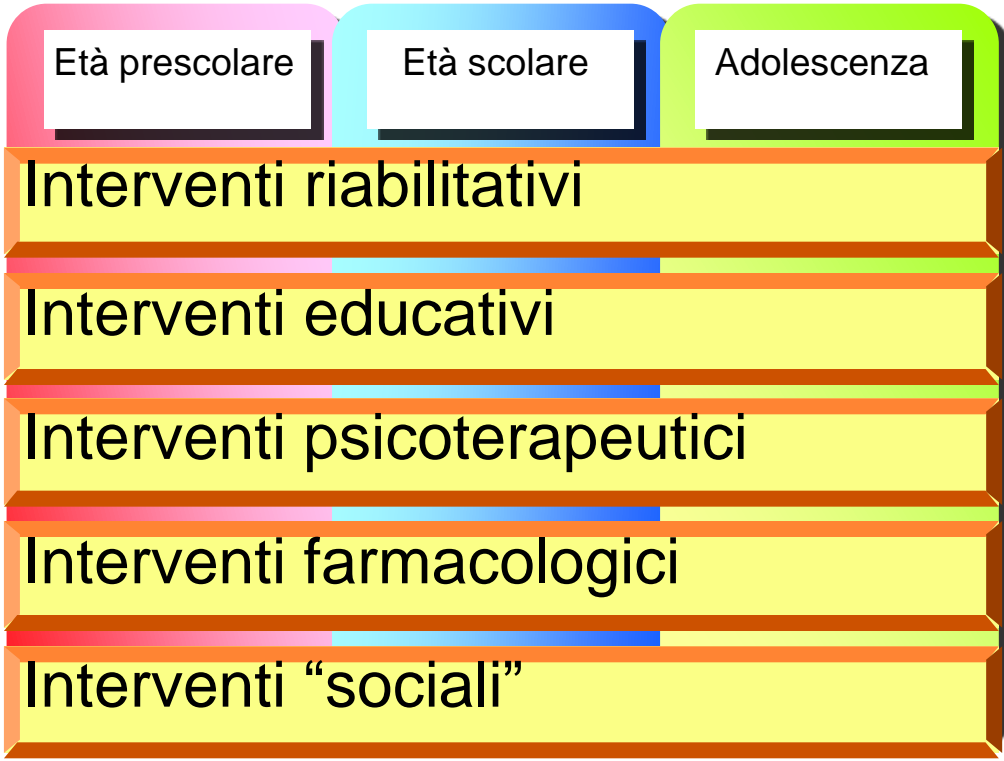 Età prescolare
Età scolare
Adolescenza
Interventi riabilitativi
Interventi educativi
Interventi psicoterapeutici
Interventi farmacologici
Interventi “sociali”